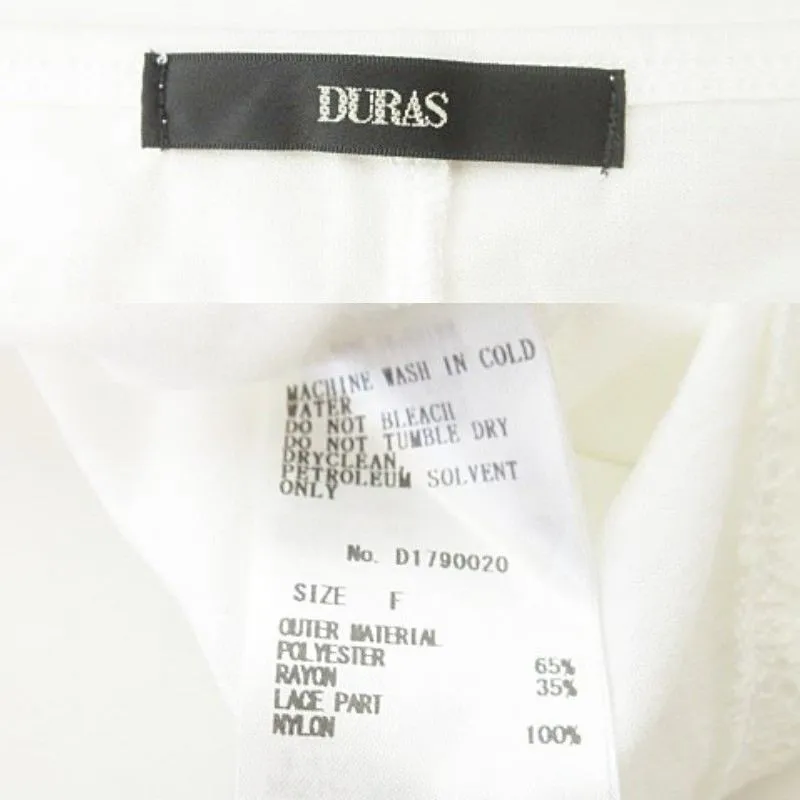 DURAS
MACHINE WASH IN COLD
WATER
DO NOT BLEACH
DO NOT TUMBLE DRY
DRYCLEAN,
PETROLEUM SOLVENT
ONLY
No. D1790020
SIZE F
OUTER MATERIAL
POLYESTER 65%
RAYON 35%
LACE PART
NYLON 100%